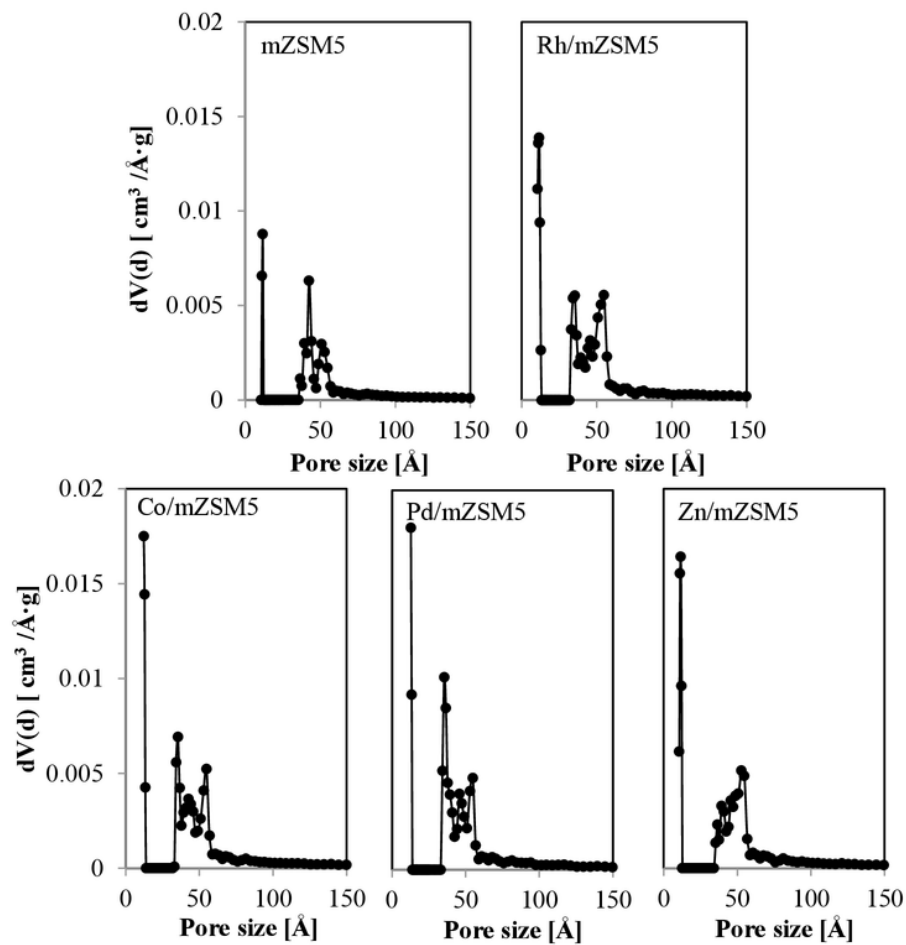 0.02
mZSM5
Rh/mZSM5
0.015
0.01
0.005
0
dV(d) [ cm³ /Å·g]
0 50 100 150
0 50 100 150
Pore size [Å]
Pore size [Å]
0.02
Co/mZSM5
Pd/mZSM5
Zn/mZSM5
0.015
0.01
0.005
0
dV(d) [ cm³ /Å·g]
0 50 100 150
0 50 100 150
0 50 100 150
Pore size [Å]
Pore size [Å]
Pore size [Å]